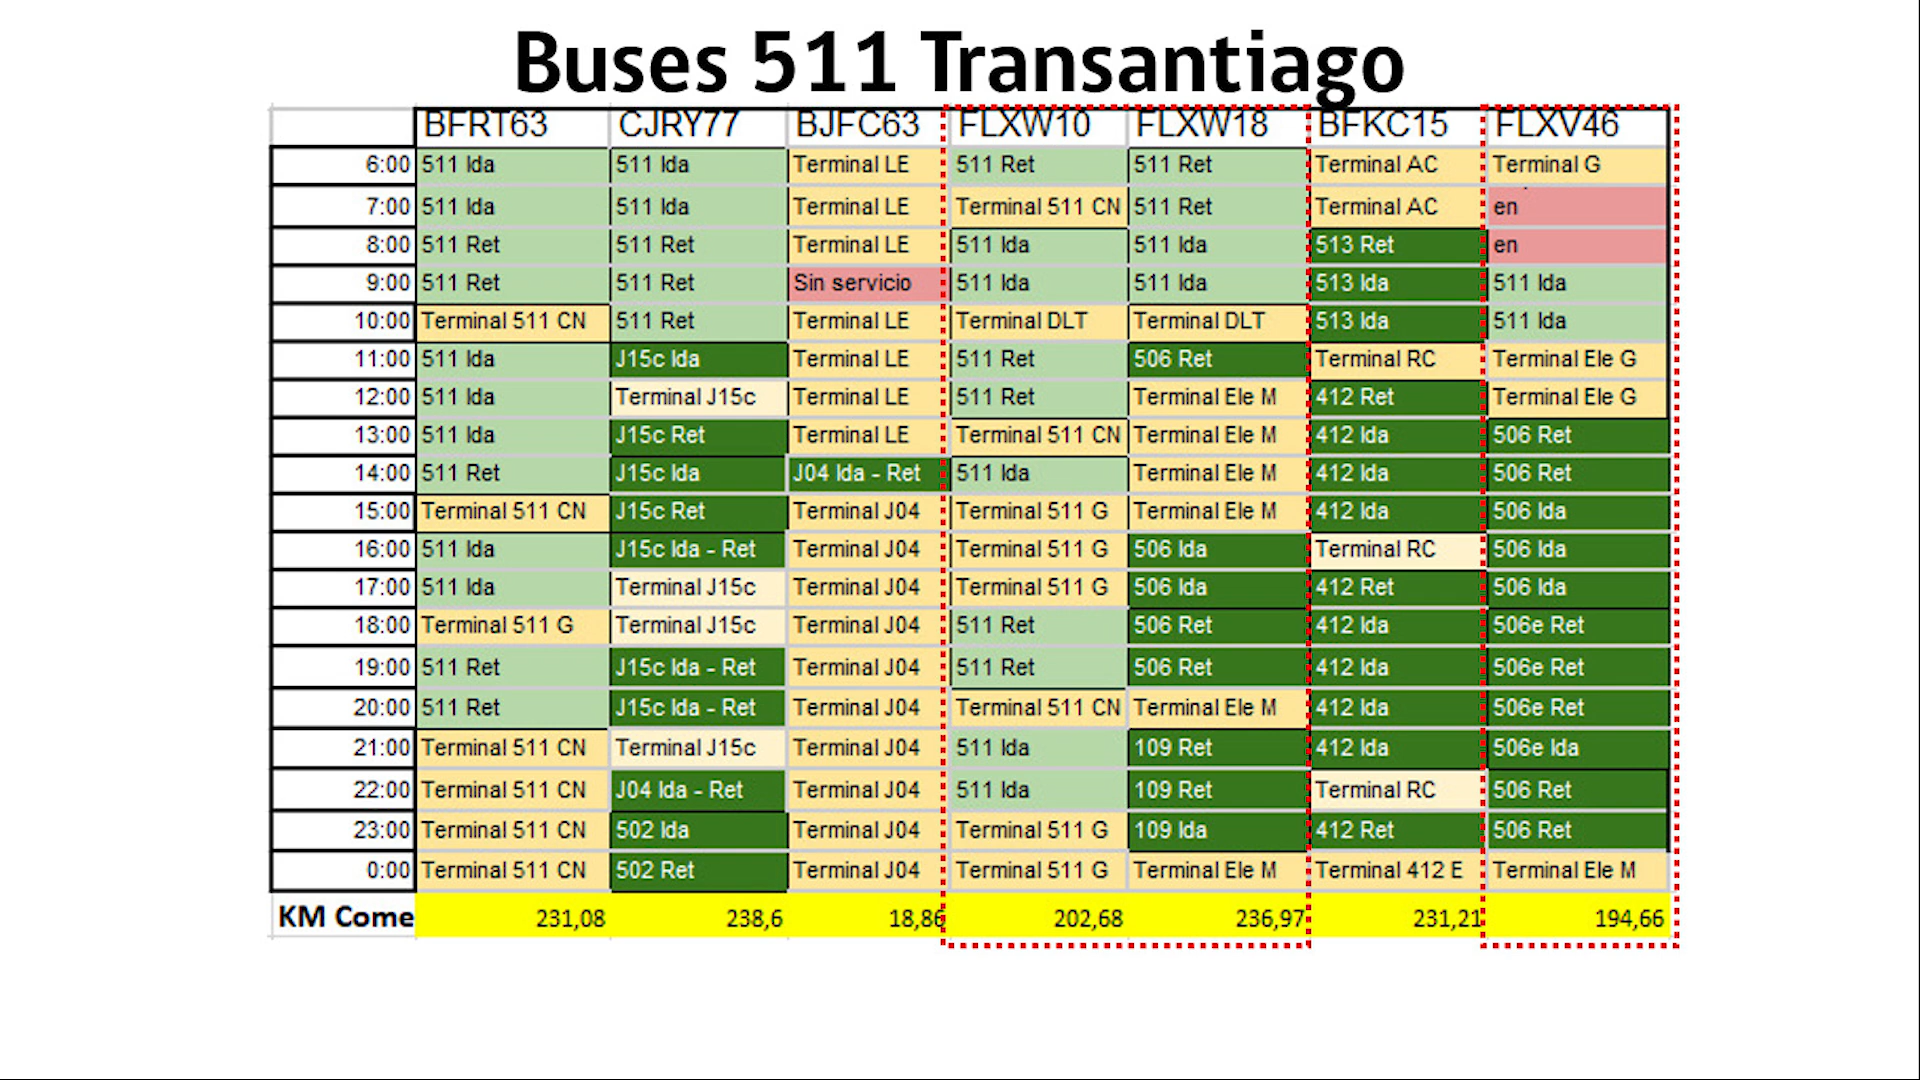 Buses 511 Transantiago
BFRT63 CJRY77 BJFC63 FLXW10 FLXW18 BFKC15 FLXV46
6:00 511 Ida 511 Ida Terminal LE 511 Ret 511 Ret Terminal AC Terminal G
7:00 511 Ida 511 Ida Terminal LE Terminal 511 CN 511 Ret Terminal AC en
8:00 511 Ret 511 Ret Terminal LE 511 Ida 511 Ida 513 Ret en
9:00 511 Ret 511 Ret Sin servicio 511 Ida 511 Ida 513 Ida 511 Ida
10:00 Terminal 511 CN 511 Ret Terminal LE Terminal DLT Terminal DLT 513 Ida 511 Ida
11:00 511 Ida J15c Ida Terminal LE 511 Ret 506 Ret Terminal RC Terminal Ele G
12:00 511 Ida Terminal J15c Terminal LE 511 Ret Terminal Ele M 412 Ret Terminal Ele G
13:00 511 Ida J15c Ret Terminal LE Terminal 511 CN Terminal Ele M 412 Ida 506 Ret
14:00 511 Ret J15c Ida J04 Ida - Ret 511 Ida Terminal Ele M 412 Ida 506 Ret
15:00 Terminal 511 CN J15c Ret Terminal J04 Terminal 511 G Terminal Ele M 412 Ida 506 Ida
16:00 511 Ida J15c Ida - Ret Terminal J04 Terminal 511 G 506 Ida Terminal RC 506 Ida
17:00 511 Ida Terminal J15c Terminal J04 Terminal 511 G 506 Ida 412 Ret 506 Ida
18:00 Terminal 511 G Terminal J15c Terminal J04 511 Ret 506 Ret 412 Ida 506e Ret
19:00 511 Ret J15c Ida - Ret Terminal J04 511 Ret 506 Ret 412 Ida 506e Ret
20:00 511 Ret J15c Ida - Ret Terminal J04 Terminal 511 CN Terminal Ele M 412 Ida 506e Ret
21:00 Terminal 511 CN Terminal J15c Terminal J04 511 Ida 109 Ret 412 Ida 506e Ida
22:00 Terminal 511 CN J04 Ida - Ret Terminal J04 511 Ida 109 Ret Terminal RC 506 Ret
23:00 Terminal 511 CN 502 Ida Terminal J04 Terminal 511 G 109 Ida 412 Ret 506 Ret
0:00 Terminal 511 CN 502 Ret Terminal J04 Terminal 511 G Terminal Ele M Terminal 412 E Terminal Ele M
KM Come 231,08 238,6 18,86 202,68 236,97 231,21 194,66